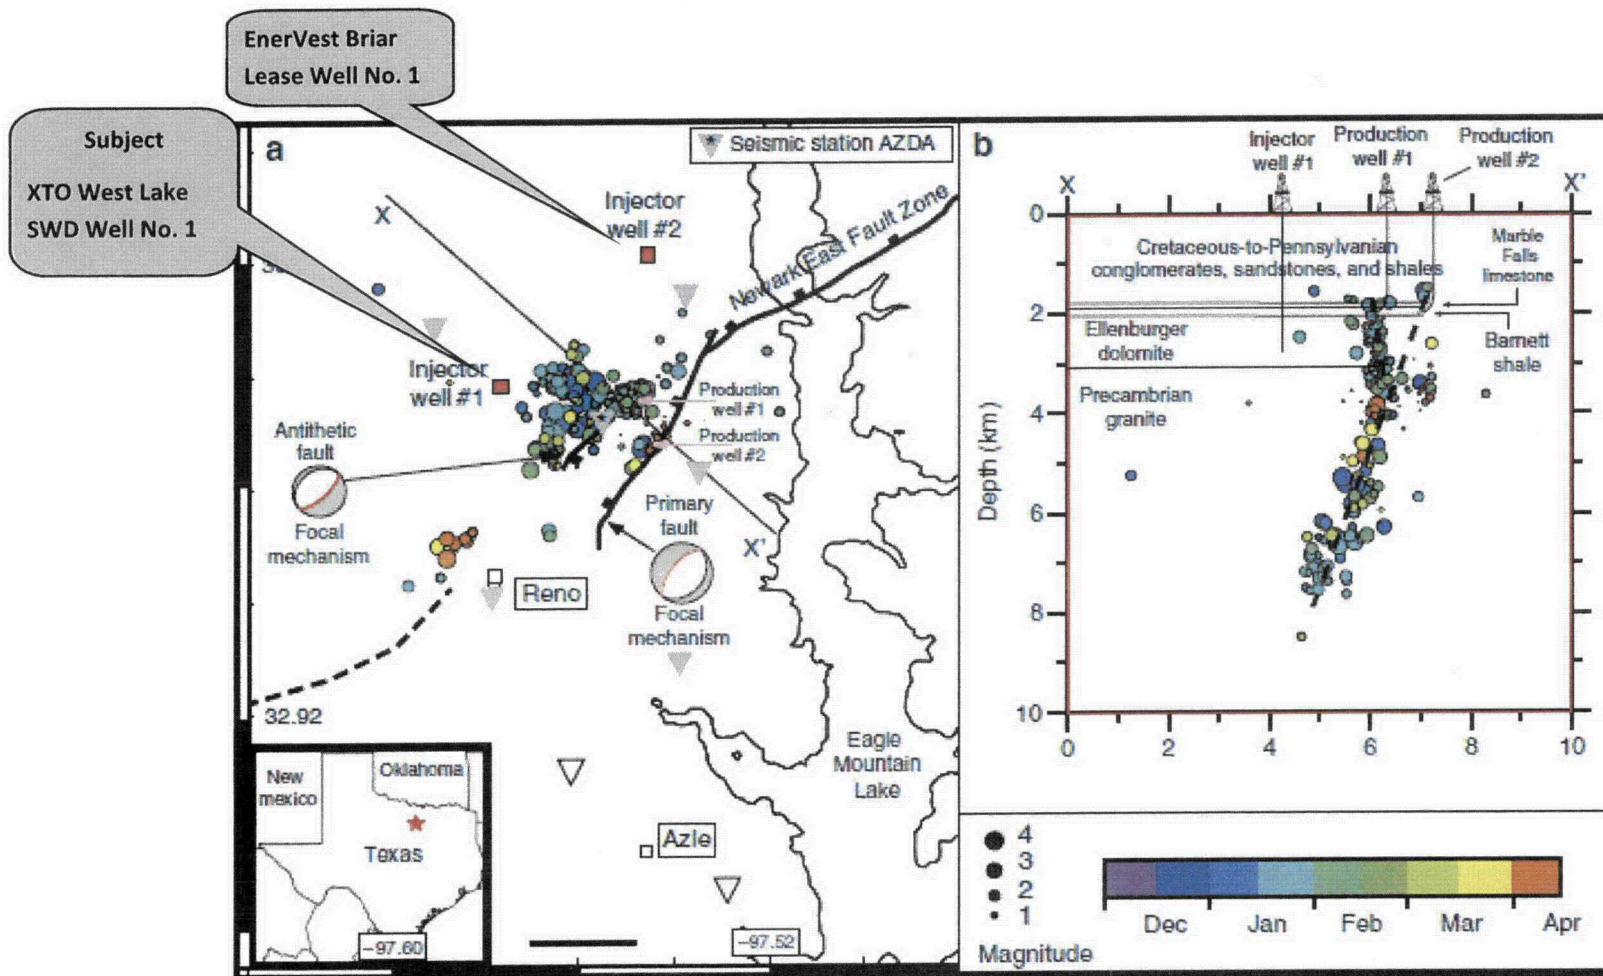 EnerVest Briar
Lease Well No. 1
Subject
XTO West Lake
SWD Well No. 1
a
Seismic station AZDA
X
Injector
well #2
Newark East Fault Zone
Injector
well #1
Production
well #1
Production
well #2
Antithetic
fault
Focal
mechanism
Primary
fault
X'
Focal
mechanism
Reno
32.92
Eagle
Mountain
Lake
Azle
−97.52
New
mexico
Oklahoma
Texas
−97.60
b
Injector
well #1
Production
well #1
Production
well #2
X
X'
0
2
4
6
8
10
Depth (km)
Cretaceous-to-Pennsylvanian
conglomerates, sandstones, and shales
Marble
Falls
limestone
Ellenburger
dolomite
Barnett
shale
Precambrian
granite
0
2
4
6
8
10
4
3
2
1
Magnitude
Dec
Jan
Feb
Mar
Apr